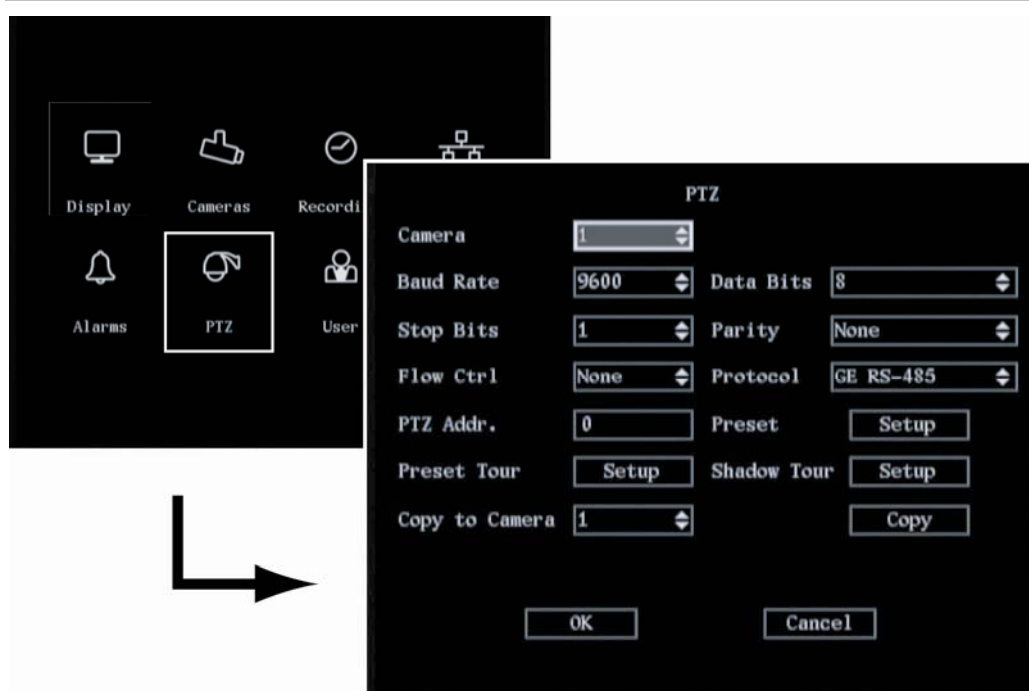 Display Cameras Recordi
Alarms PTZ User
PTZ
Camera 1
Baud Rate 9600 Data Bits 8
Stop Bits 1 Parity None
Flow Ctrl None Protocol GE RS-485
PTZ Addr. 0 Preset Setup
Preset Tour Setup Shadow Tour Setup
Copy to Camera 1 Copy
OK Cancel